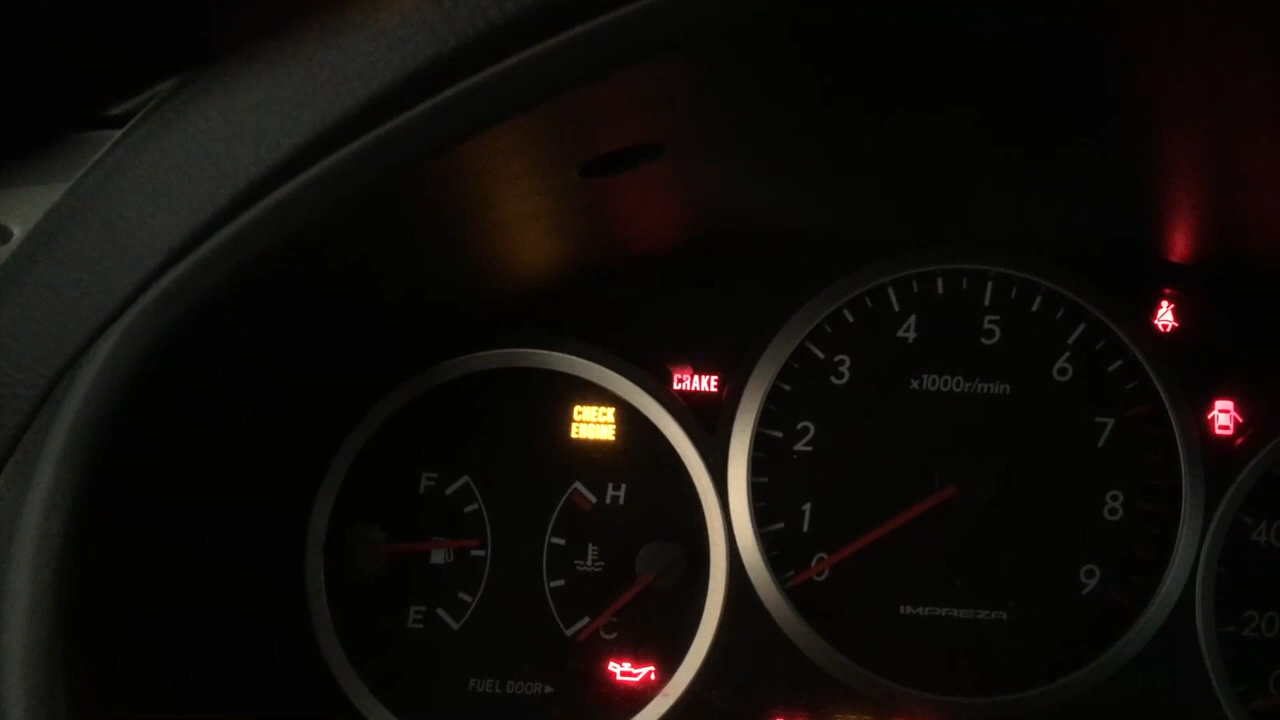 BRAKE
CHECK
ENGINE
F
E
H
C
FUEL DOOR►
0
1
2
3
4
5
6
7
8
9
x1000r/min
IMPREZA
20